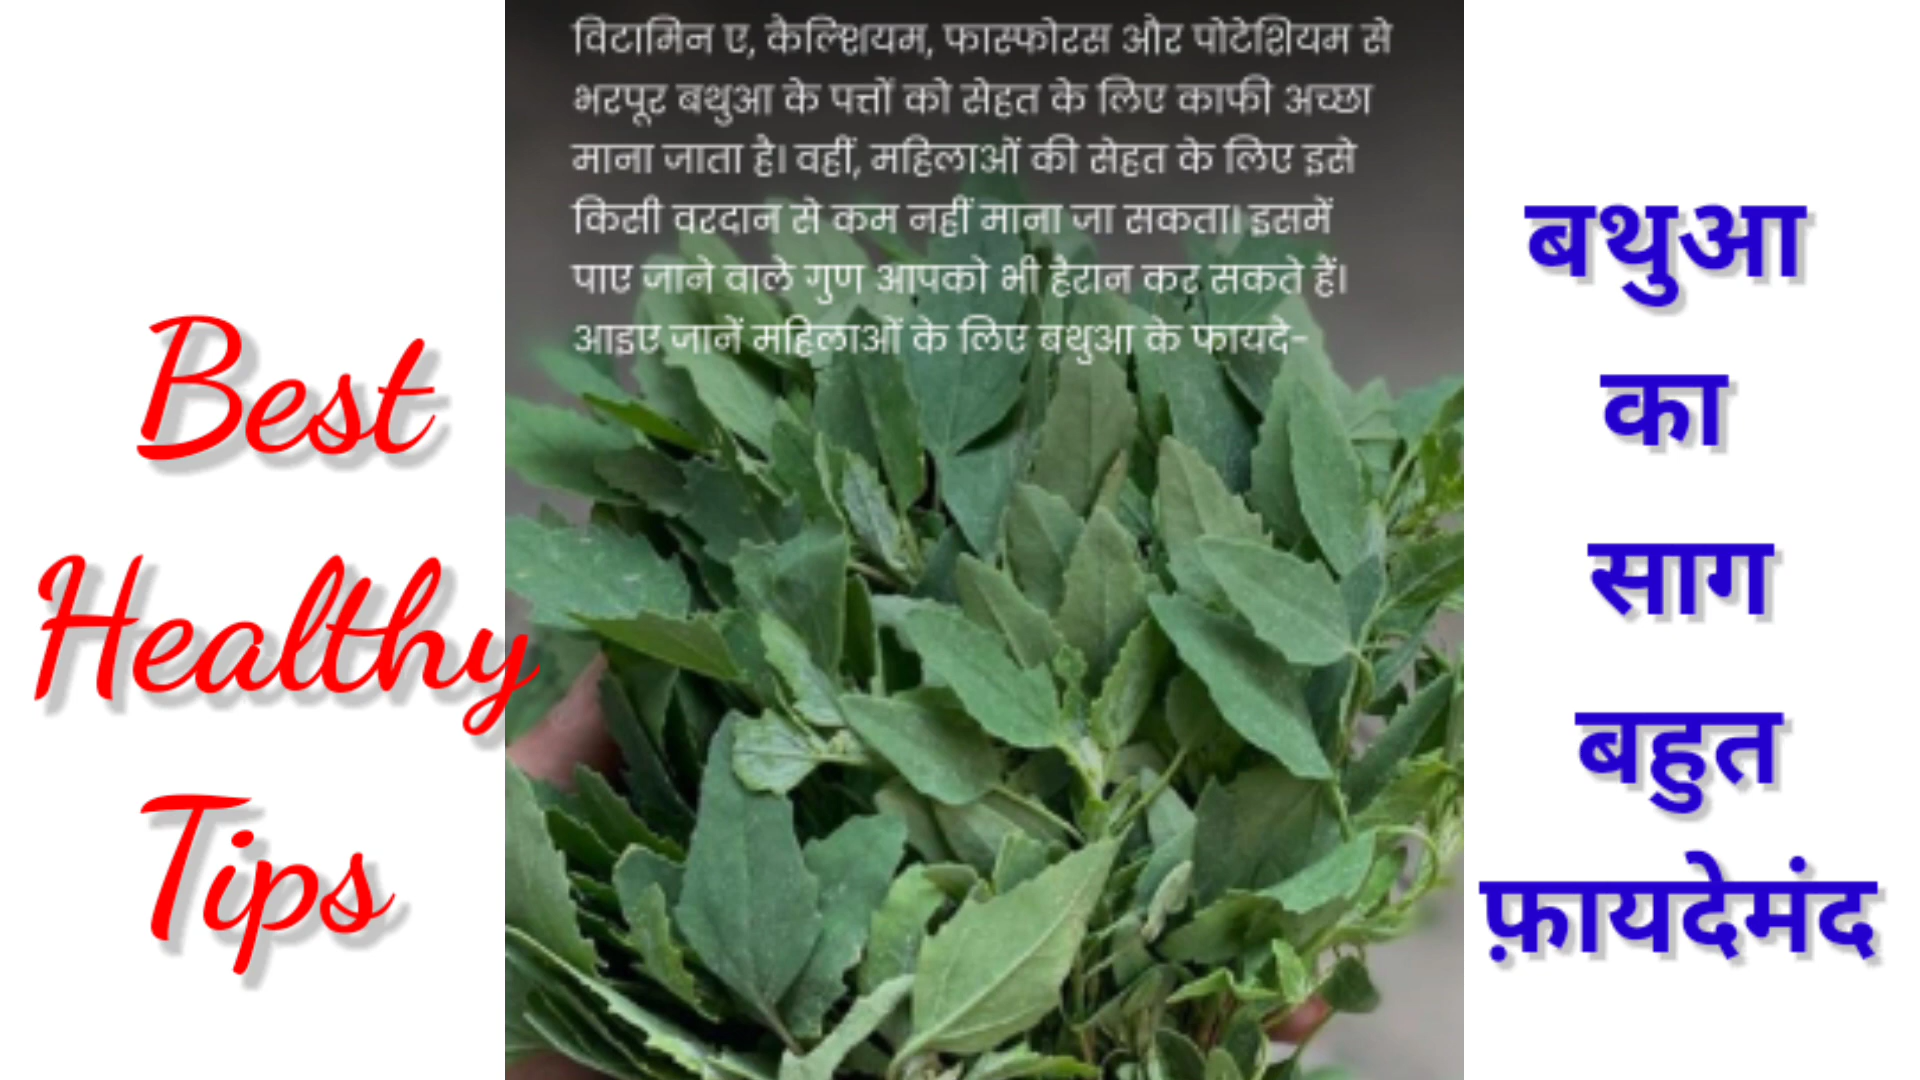 Best
Healthy
Tips
विटामिन ए, कैल्शियम, फास्फोरस और पोटेशियम से
भरपूर बथुआ के पत्तों को सेहत के लिए काफी अच्छा
माना जाता है। वहीं, महिलाओं की सेहत के लिए इसे
किसी वरदान से कम नहीं माना जा सकता। इसमें
पाए जाने वाले गुण आपको भी हैरान कर सकते हैं।
आइए जानें महिलाओं के लिए बथुआ के फायदे-
बथुआ
का
साग
बहुत
फ़ायदेमंद